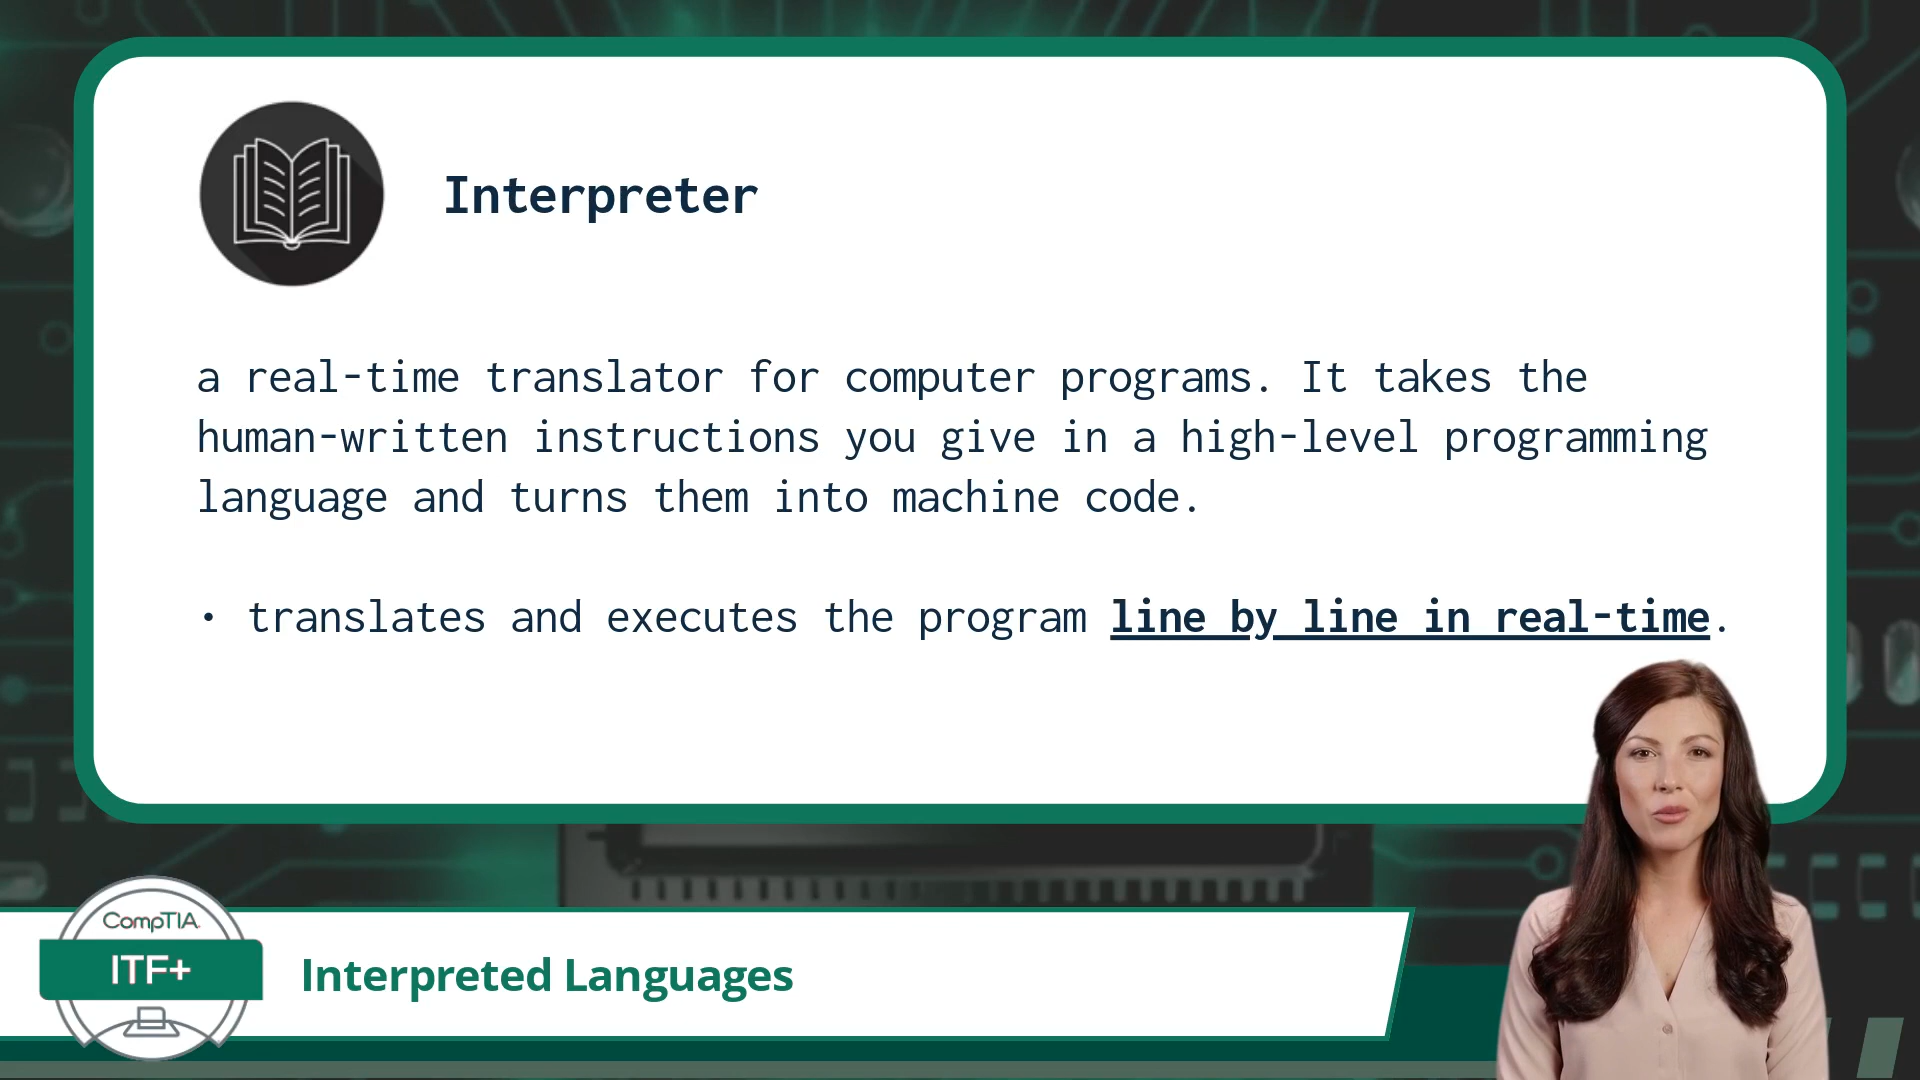 Interpreter
a real-time translator for computer programs. It takes the
human-written instructions you give in a high-level programming
language and turns them into machine code.
• translates and executes the program line by line in real-time.
CompTIA
ITF+
Interpreted Languages